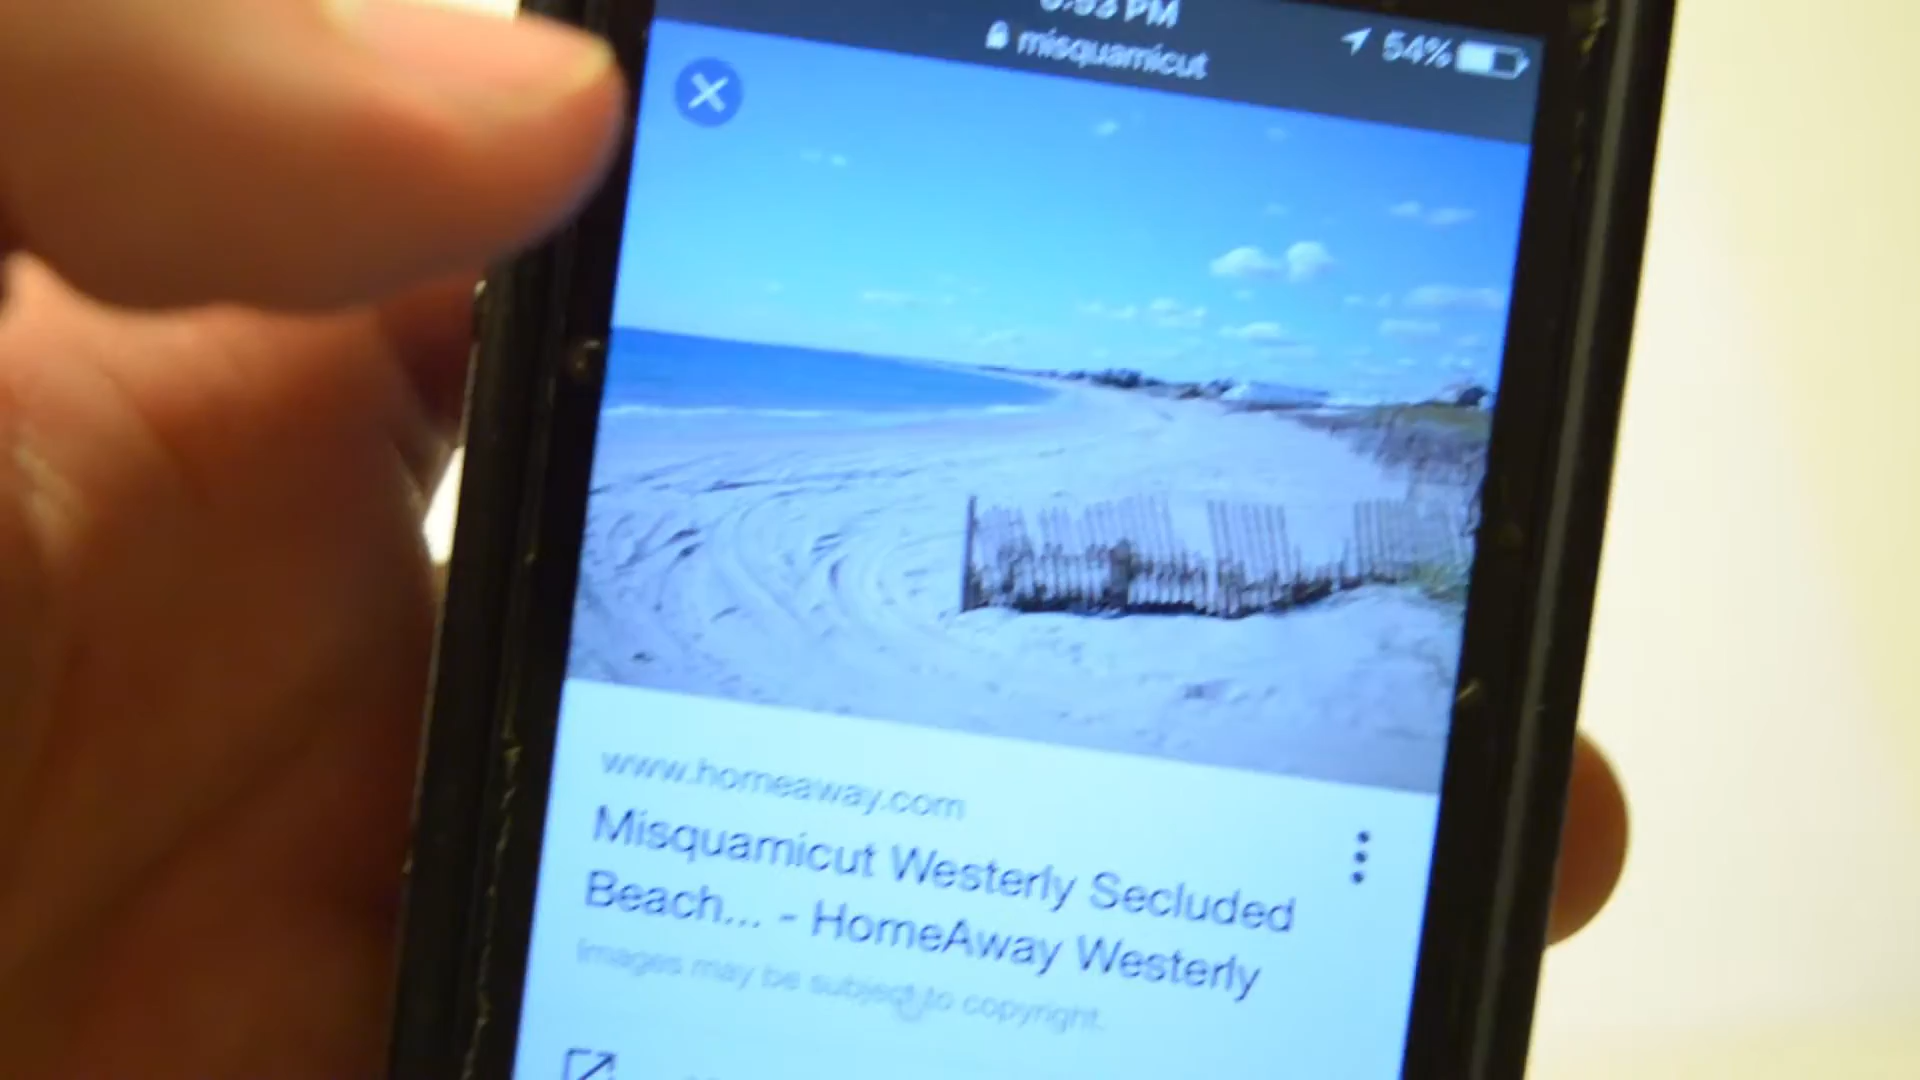 misquamicut
54%
www.homeaway.com
Misquamicut Westerly Secluded
Beach... - HomeAway Westerly
Images may be subject to copyright.